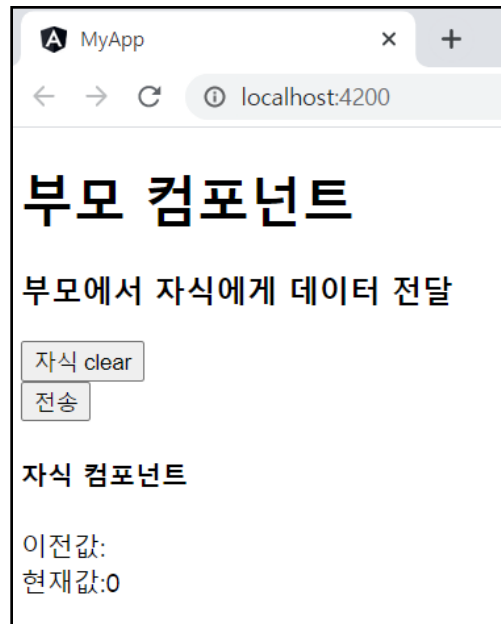 MyApp
localhost:4200
부모 컴포넌트
부모에서 자식에게 데이터 전달
자식 clear
전송
자식 컴포넌트
이전값:
현재값:0